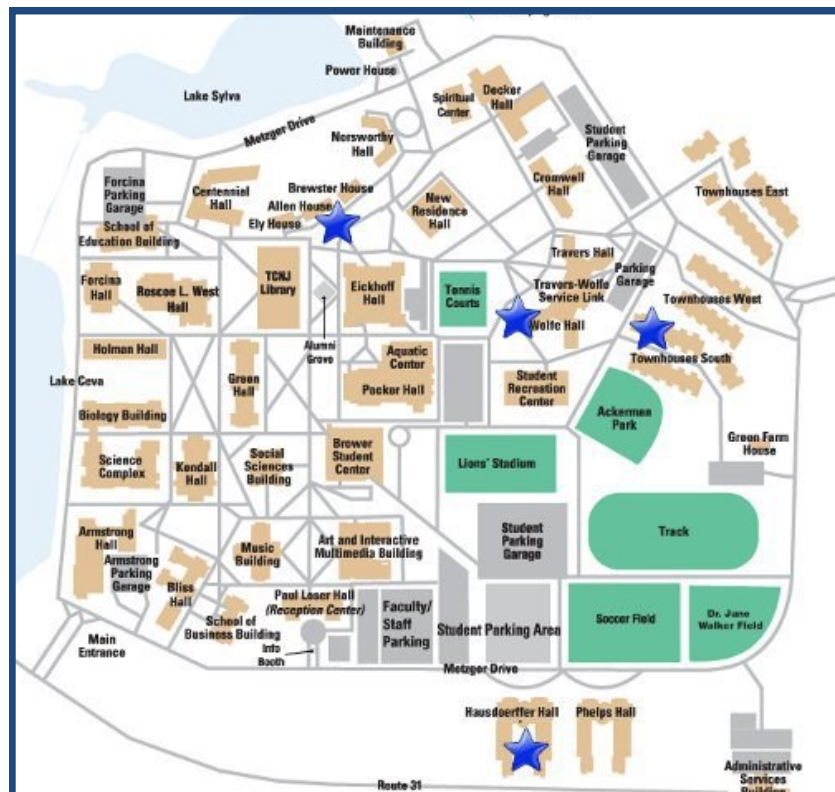 Maintenance
Building
Power House
Lake Sylva
Metzger Drive
Spiritual
Center
Decker
Hall
Norsworthy
Hall
Student
Parking
Garage
Forcina
Parking
Garage
Centennial
Hall
Brewster House
Allen House
Ely House
New
Residence
Hall
Cromwell
Hall
Townhouses East
School of
Education Building
Travers Hall
Parking
Garage
Forcina
Hall
Roscoe L. West
Hall
TCNJ
Library
Eickhoff
Hall
Tennis
Courts
Travers-Wolfe
Service Link
Wolfe Hall
Townhouses West
Alumni
Grove
Holman Hall
Green
Hall
Aquatic
Center
Packer Hall
Student
Recreation
Center
Townhouses South
Lake Ceva
Biology Building
Ackerman
Park
Green Farm
House
Science
Complex
Kendall
Hall
Social
Sciences
Building
Brower
Student
Center
Lions' Stadium
Armstrong
Hall
Armstrong
Parking
Garage
Music
Building
Art and Interactive
Multimedia Building
Student
Parking
Garage
Track
Bliss
Hall
School of
Business Building
Paul Loser Hall
(Reception Center)
Info
Booth
Faculty/
Staff
Parking
Student Parking Area
Soccer Field
Dr. June
Walker Field
Main
Entrance
Metzger Drive
Hausdoerffer Hall
Phelps Hall
Administrative
Services
Building
Route 31